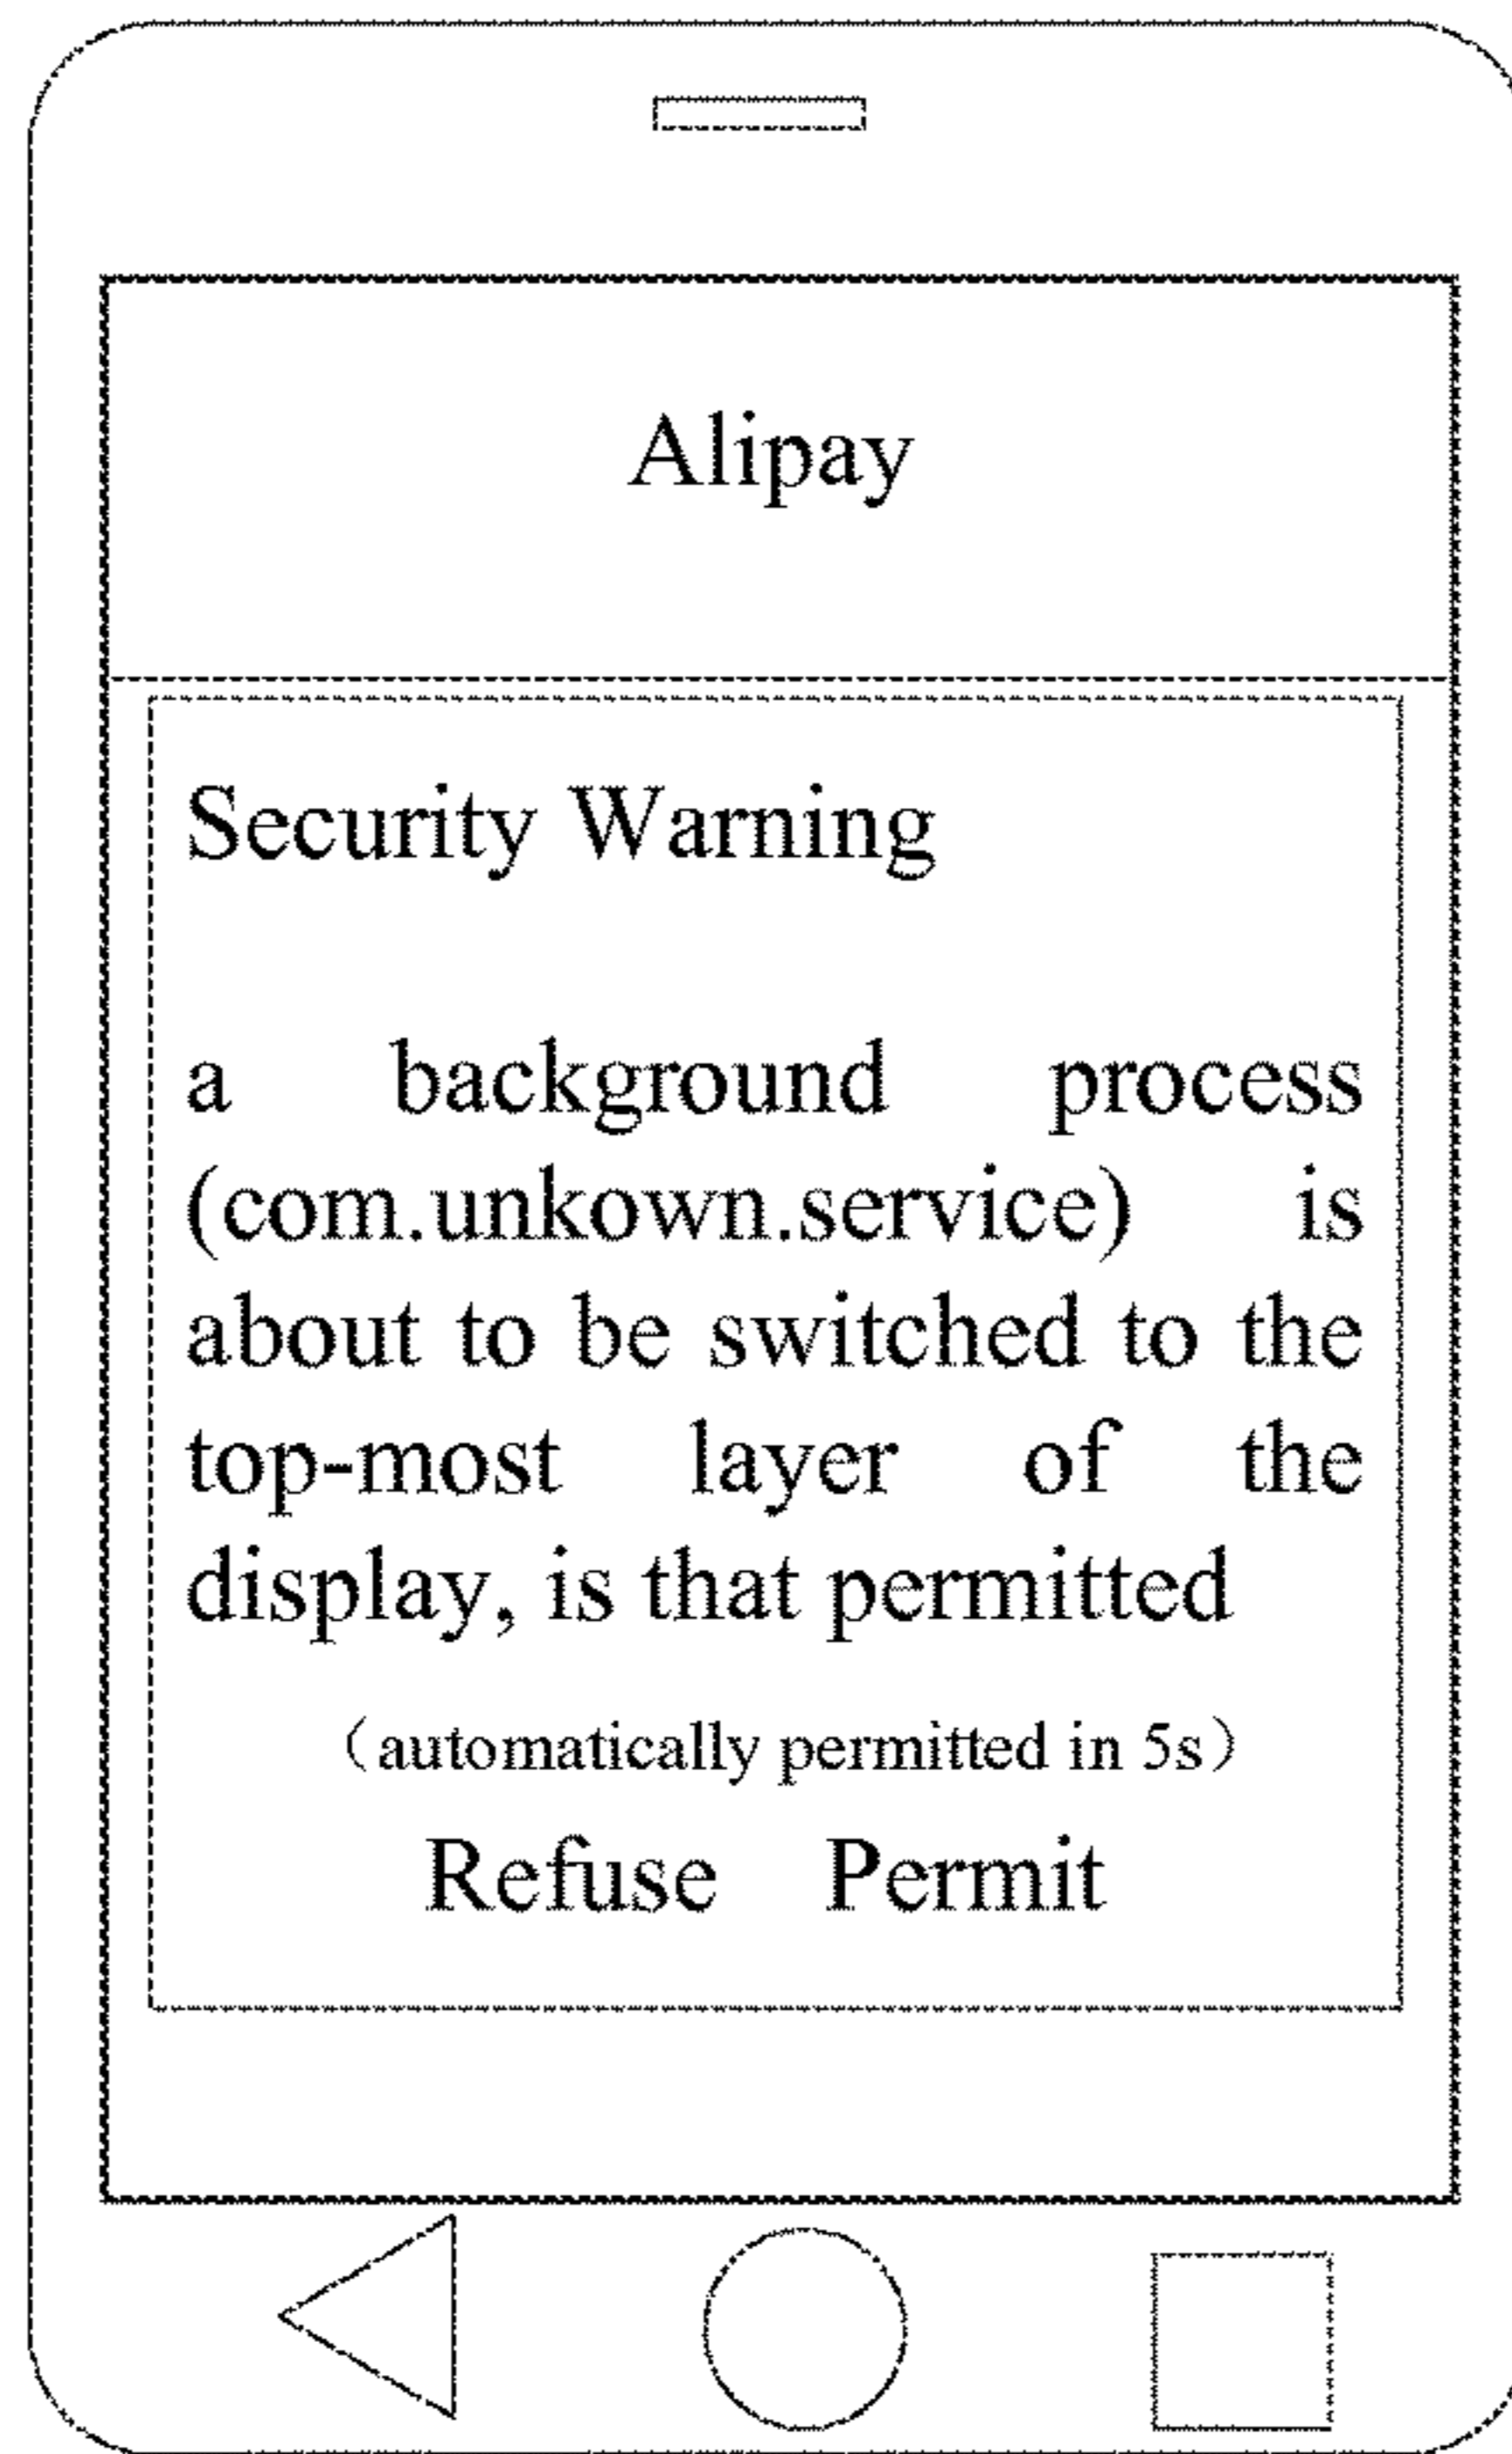 Alipay
Security Warning
a background process
(com.unkown.service) is
about to be switched to the
top-most layer of the
display, is that permitted
（automatically permitted in 5s）
Refuse Permit